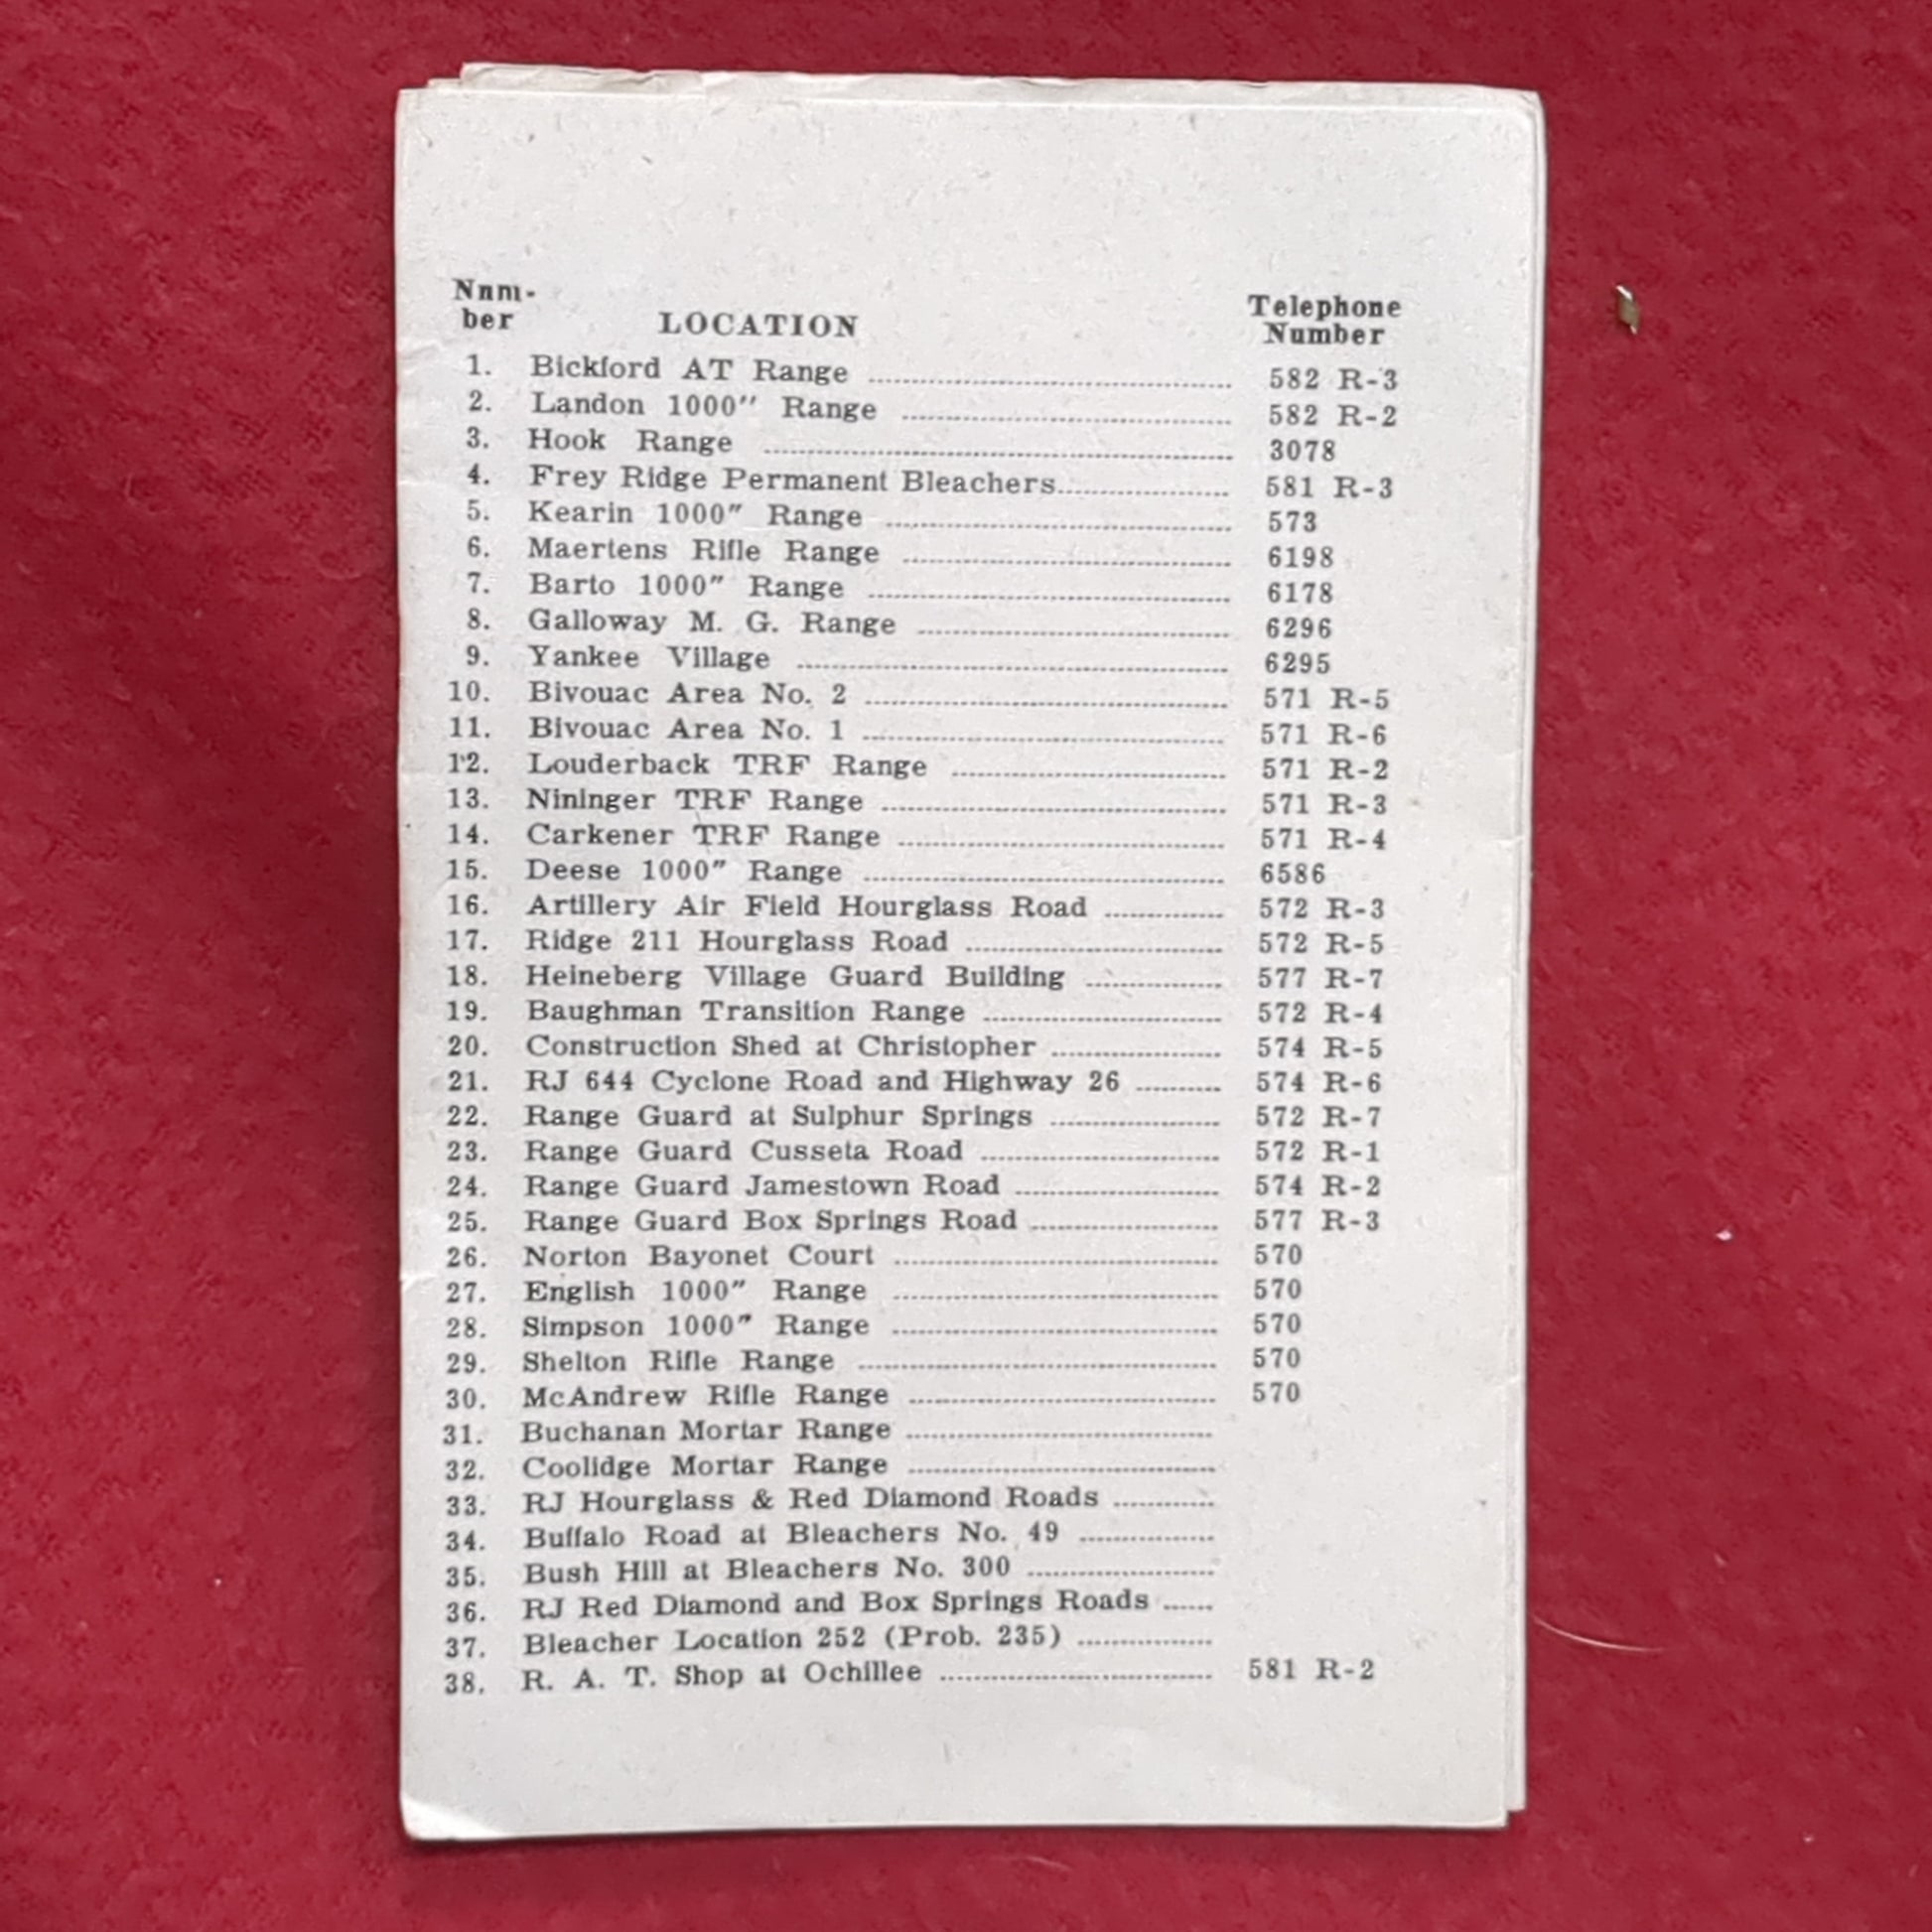 Num-
ber LOCATION Telephone
Number
1. Bickford AT Range .......... 582 R-3
2. Landon 1000" Range .......... 582 R-2
3. Hook Range .......... 3078
4. Frey Ridge Permanent Bleachers .......... 581 R-3
5. Kearin 1000" Range .......... 573
6. Maertens Rifle Range .......... 6198
7. Barto 1000" Range .......... 6178
8. Galloway M. G. Range .......... 6296
9. Yankee Village .......... 6295
10. Bivouac Area No. 2 .......... 571 R-5
11. Bivouac Area No. 1 .......... 571 R-6
12. Louderback TRF Range .......... 571 R-2
13. Nininger TRF Range .......... 571 R-3
14. Carkener TRF Range .......... 571 R-4
15. Deese 1000" Range .......... 6586
16. Artillery Air Field Hourglass Road .......... 572 R-3
17. Ridge 211 Hourglass Road .......... 572 R-5
18. Heineberg Village Guard Building .......... 577 R-7
19. Baughman Transition Range .......... 572 R-4
20. Construction Shed at Christopher .......... 574 R-5
21. RJ 644 Cyclone Road and Highway 26 .......... 574 R-6
22. Range Guard at Sulphur Springs .......... 572 R-7
23. Range Guard Cusseta Road .......... 572 R-1
24. Range Guard Jamestown Road .......... 574 R-2
25. Range Guard Box Springs Road .......... 577 R-3
26. Norton Bayonet Court .......... 570
27. English 1000" Range .......... 570
28. Simpson 1000" Range .......... 570
29. Shelton Rifle Range .......... 570
30. McAndrew Rifle Range .......... 570
31. Buchanan Mortar Range ..........
32. Coolidge Mortar Range ..........
33. RJ Hourglass & Red Diamond Roads ..........
34. Buffalo Road at Bleachers No. 49 ..........
35. Bush Hill at Bleachers No. 300 ..........
36. RJ Red Diamond and Box Springs Roads ......
37. Bleacher Location 252 (Prob. 235) ..........
38. R. A. T. Shop at Ochillee .......... 581 R-2